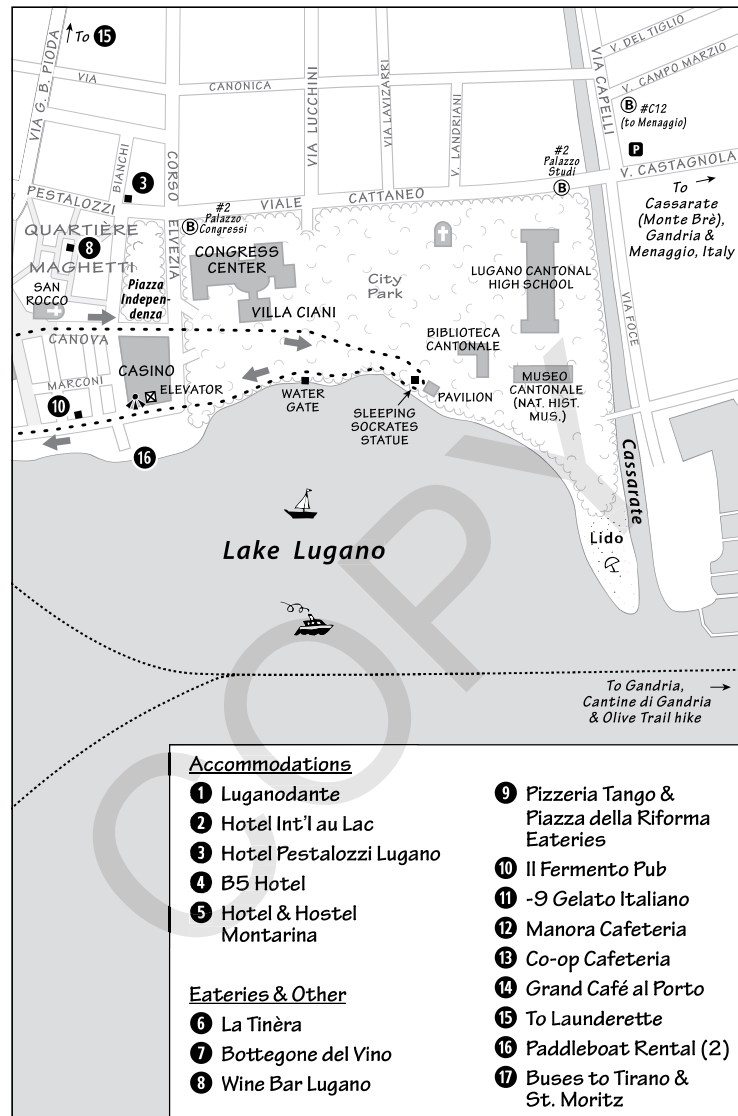 To 15
VIA G. B. PIODA
VIA
CANONICA
VIA LUCCHINI
VIA LAVIZARRI
V. LANDRIANI
VIA CAPELLI
V. DEL TIGLIO
V. CAMPO MARZIO
B #C12
(to Menaggio)
P
V. CASTAGNOLA
To
Cassarate
(Monte Brè),
Gandria &
Menaggio, Italy
BIANCHI
3
CORSO ELVEZIA
PESTALOZZI
#2
Palazzo
Congressi
B
VIALE CATTANEO
#2
Palazzo
Studi
B
QUARTIÈRE
MAGHETTI
8
SAN
ROCCO
Piazza
Indepen-
denza
CONGRESS
CENTER
VILLA CIANI
City
Park
LUGANO CANTONAL
HIGH SCHOOL
VIA FOCE
CANOVA
CASINO
ELEVATOR
MARCONI
10
16
WATER
GATE
BIBLIOTECA
CANTONALE
PAVILION
SLEEPING
SOCRATES
STATUE
MUSEO
CANTONALE
(NAT. HIST.
MUS.)
Cassarate
Lido
Lake Lugano
To Gandria,
Cantine di Gandria
& Olive Trail hike
COPY
Accommodations
1 Luganodante
2 Hotel Int'l au Lac
3 Hotel Pestalozzi Lugano
4 B5 Hotel
5 Hotel & Hostel
Montarina
Eateries & Other
6 La Tinèra
7 Bottegone del Vino
8 Wine Bar Lugano
9 Pizzeria Tango &
Piazza della Riforma
Eateries
10 Il Fermento Pub
11 -9 Gelato Italiano
12 Manora Cafeteria
13 Co-op Cafeteria
14 Grand Café al Porto
15 To Launderette
16 Paddleboat Rental (2)
17 Buses to Tirano &
St. Moritz